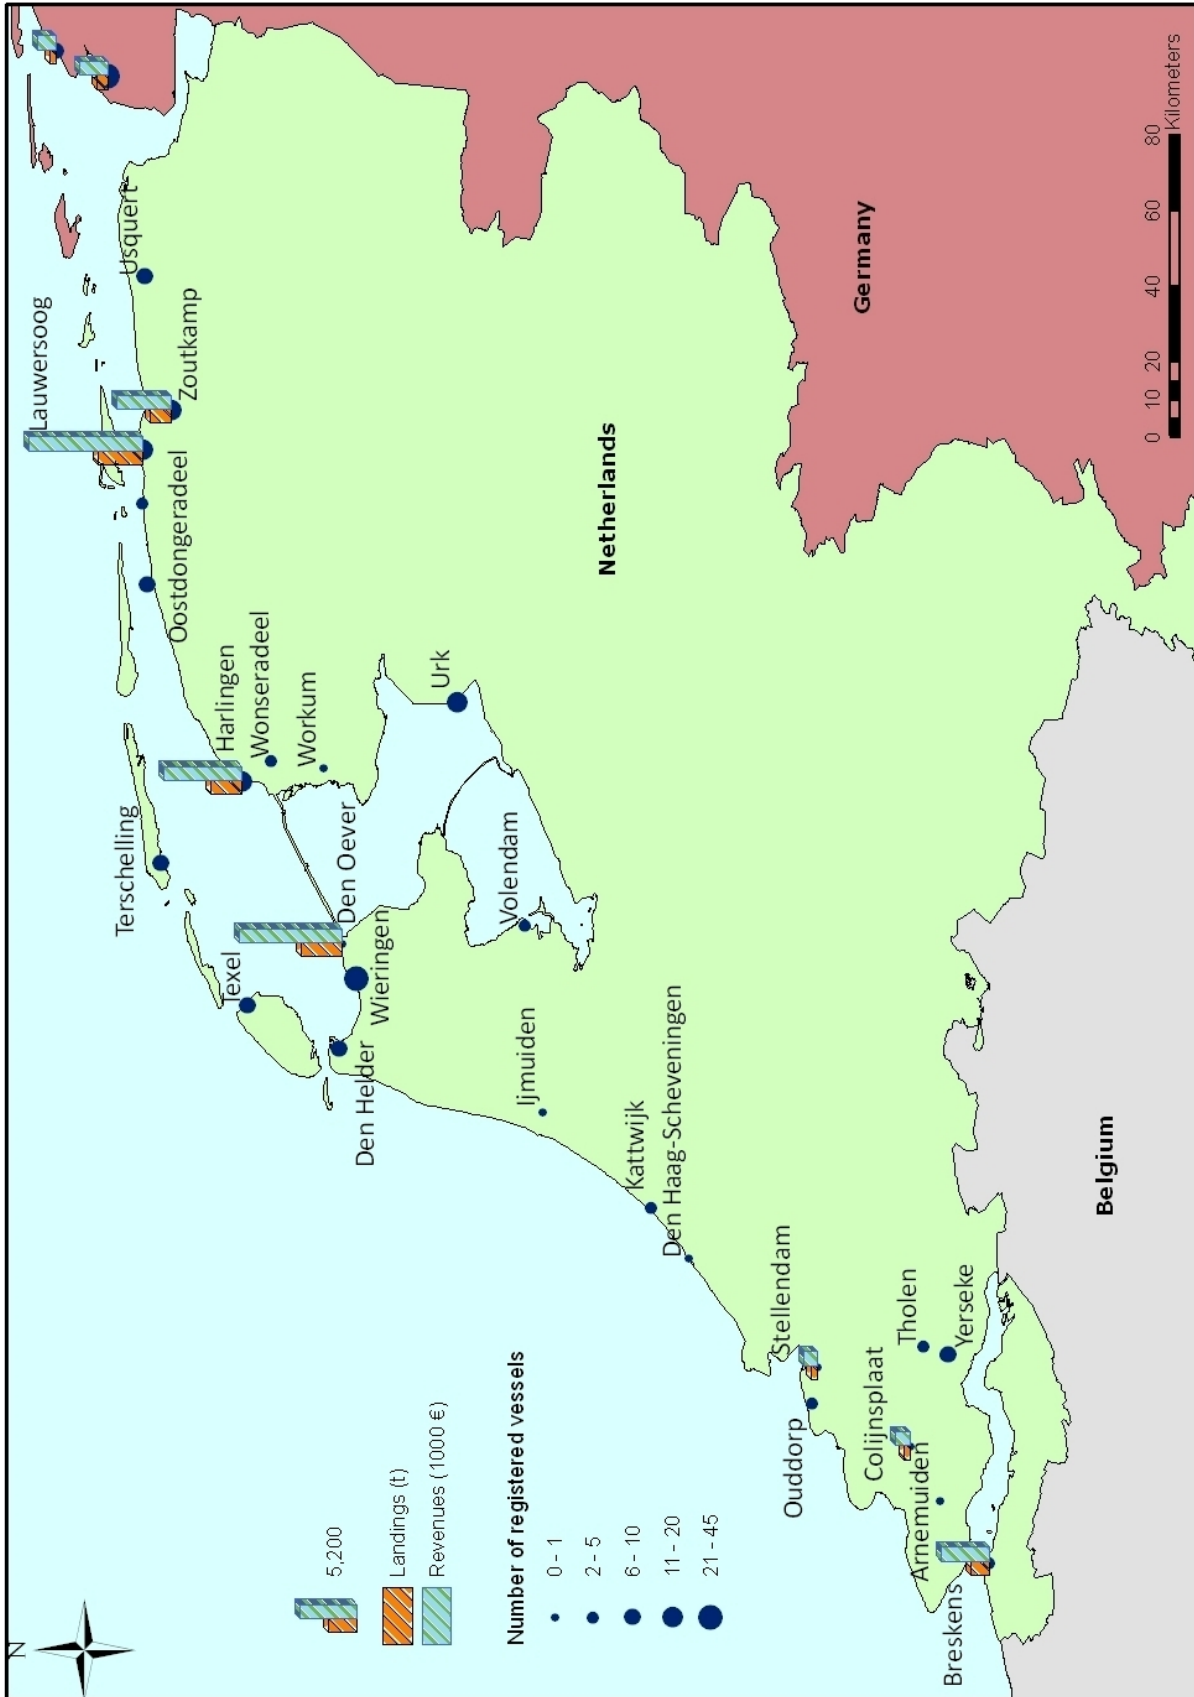 N
5,200
Landings (t)
Revenues (1000 €)
Number of registered vessels
0 - 1
2 - 5
6 - 10
11 - 20
21 - 45
Lauwersoog
Usquert
Zoutkamp
Oostdongeradeel
Harlingen
Wonseradeel
Workum
Terschelling
Texel
Den Oever
Wieringen
Den Helder
Urk
Volendam
Ijmuiden
Kattwijk
Den Haag-Scheveningen
Stellendam
Ouddorp
Tholen
Yerseke
Colijnsplaat
Arnemuiden
Breskens
Netherlands
Germany
Belgium
0 10 20 40 60 80
Kilometers